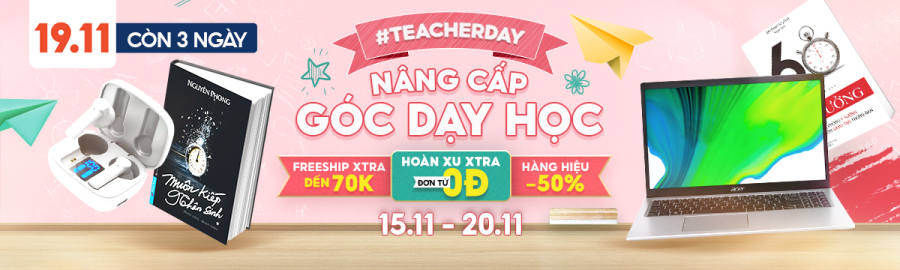 19.11 CÒN 3 NGÀY
#TEACHERDAY
NÂNG CẤP
GÓC DẠY HỌC
FREESHIP XTRA
ĐẾN 70K
HOÀN XU XTRA
ĐƠN TỪ 0Đ
HÀNG HIỆU
-50%
15.11 - 20.11
NGUYÊN PHONG
Muôn Kiếp
Nhân Sinh
acer